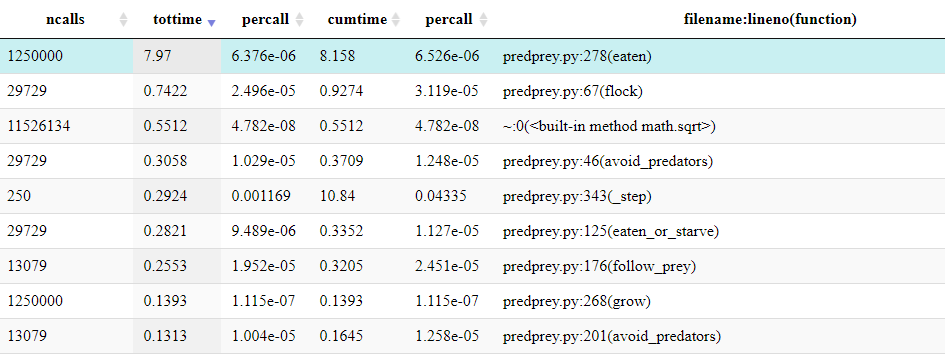 ncalls tottime percall cumtime percall filename:lineno(function)
1250000 7.97 6.376e-06 8.158 6.526e-06 predprey.py:278(eaten)
29729 0.7422 2.496e-05 0.9274 3.119e-05 predprey.py:67(flock)
11526134 0.5512 4.782e-08 0.5512 4.782e-08 ~:0(<built-in method math.sqrt>)
29729 0.3058 1.029e-05 0.3709 1.248e-05 predprey.py:46(avoid_predators)
250 0.2924 0.001169 10.84 0.04335 predprey.py:343(_step)
29729 0.2821 9.489e-06 0.3352 1.127e-05 predprey.py:125(eaten_or_starve)
13079 0.2553 1.952e-05 0.3205 2.451e-05 predprey.py:176(follow_prey)
1250000 0.1393 1.115e-07 0.1393 1.115e-07 predprey.py:268(grow)
13079 0.1313 1.004e-05 0.1645 1.258e-05 predprey.py:201(avoid_predators)